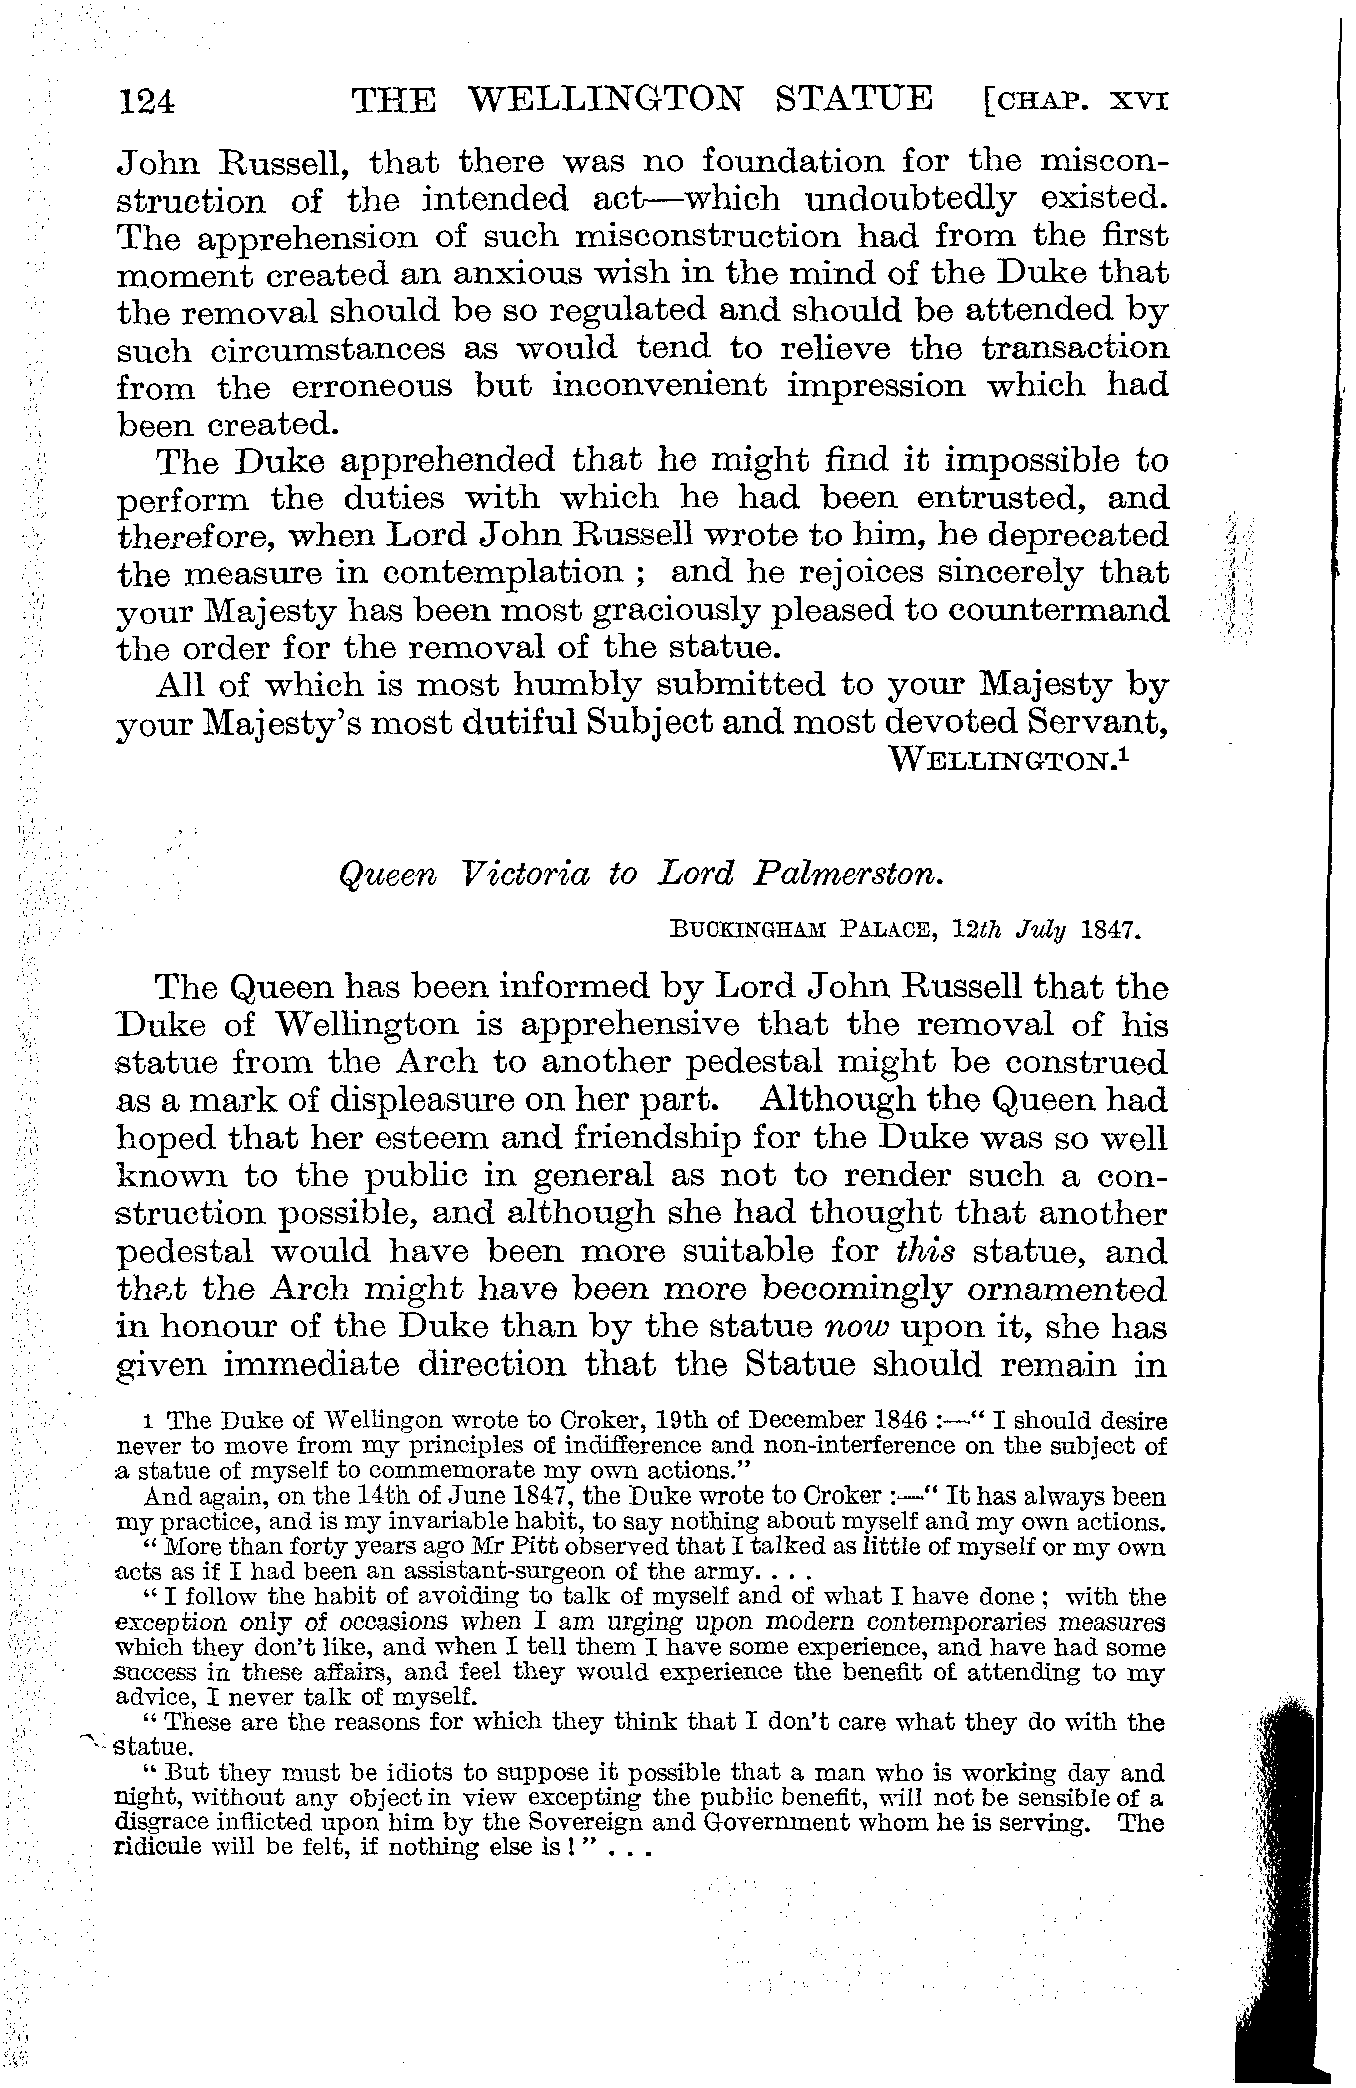 124 THE WELLINGTON STATUE [CHAP. XVI
John Russell, that there was no foundation for the miscon-
struction of the intended act—which undoubtedly existed.
The apprehension of such misconstruction had from the first
moment created an anxious wish in the mind of the Duke that
the removal should be so regulated and should be attended by
such circumstances as would tend to relieve the transaction
from the erroneous but inconvenient impression which had
been created.
The Duke apprehended that he might find it impossible to
perform the duties with which he had been entrusted, and
therefore, when Lord John Russell wrote to him, he deprecated
the measure in contemplation ; and he rejoices sincerely that
your Majesty has been most graciously pleased to countermand
the order for the removal of the statue.
All of which is most humbly submitted to your Majesty by
your Majesty's most dutiful Subject and most devoted Servant,
WELLINGTON.¹
Queen Victoria to Lord Palmerston.
BUCKINGHAM PALACE, 12th July 1847.
The Queen has been informed by Lord John Russell that the
Duke of Wellington is apprehensive that the removal of his
statue from the Arch to another pedestal might be construed
as a mark of displeasure on her part. Although the Queen had
hoped that her esteem and friendship for the Duke was so well
known to the public in general as not to render such a con-
struction possible, and although she had thought that another
pedestal would have been more suitable for this statue, and
that the Arch might have been more becomingly ornamented
in honour of the Duke than by the statue now upon it, she has
given immediate direction that the Statue should remain in
1 The Duke of Wellingon wrote to Croker, 19th of December 1846 :—" I should desire
never to move from my principles of indifference and non-interference on the subject of
a statue of myself to commemorate my own actions."
And again, on the 14th of June 1847, the Duke wrote to Croker :—" It has always been
my practice, and is my invariable habit, to say nothing about myself and my own actions.
" More than forty years ago Mr Pitt observed that I talked as little of myself or my own
acts as if I had been an assistant-surgeon of the army. . . .
" I follow the habit of avoiding to talk of myself and of what I have done ; with the
exception only of occasions when I am urging upon modern contemporaries measures
which they don't like, and when I tell them I have some experience, and have had some
success in these affairs, and feel they would experience the benefit of attending to my
advice, I never talk of myself.
" These are the reasons for which they think that I don't care what they do with the
statue.
" But they must be idiots to suppose it possible that a man who is working day and
night, without any object in view excepting the public benefit, will not be sensible of a
disgrace inflicted upon him by the Sovereign and Government whom he is serving. The
ridicule will be felt, if nothing else is ! " . . .